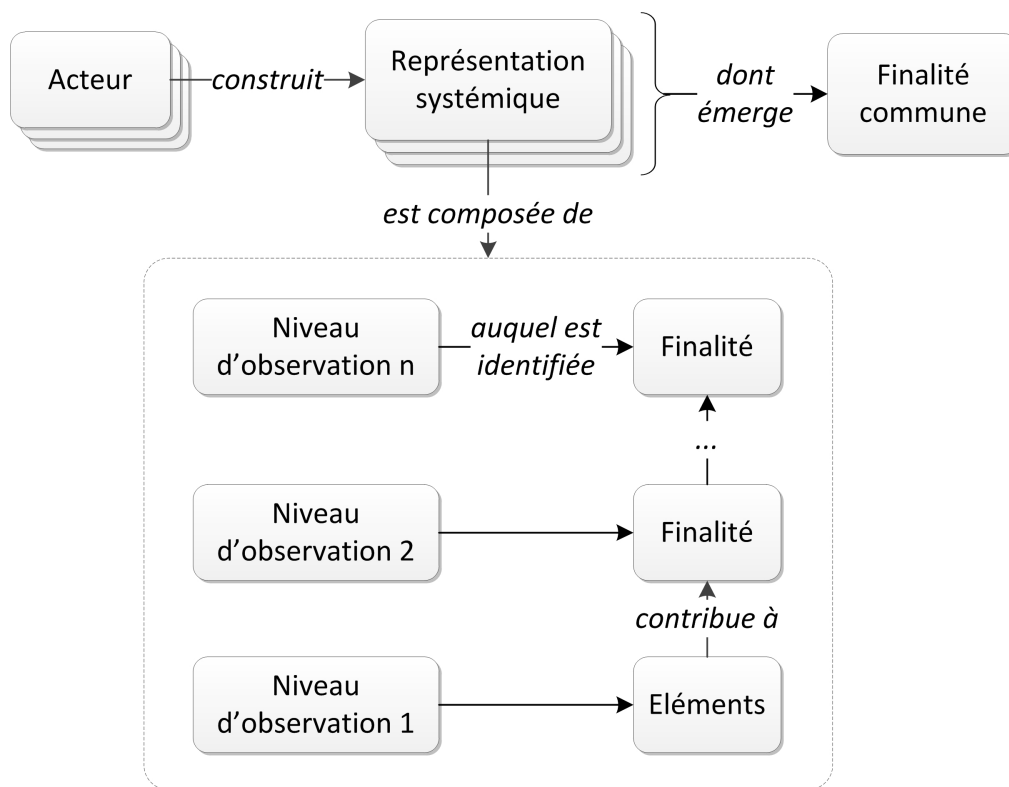 Acteur
construit
Représentation
systémique
dont
émerge
Finalité
commune
est composée de
Niveau
d’observation n
auquel est
identifiée
Finalité
...
Niveau
d’observation 2
Finalité
contribue à
Niveau
d’observation 1
Eléments